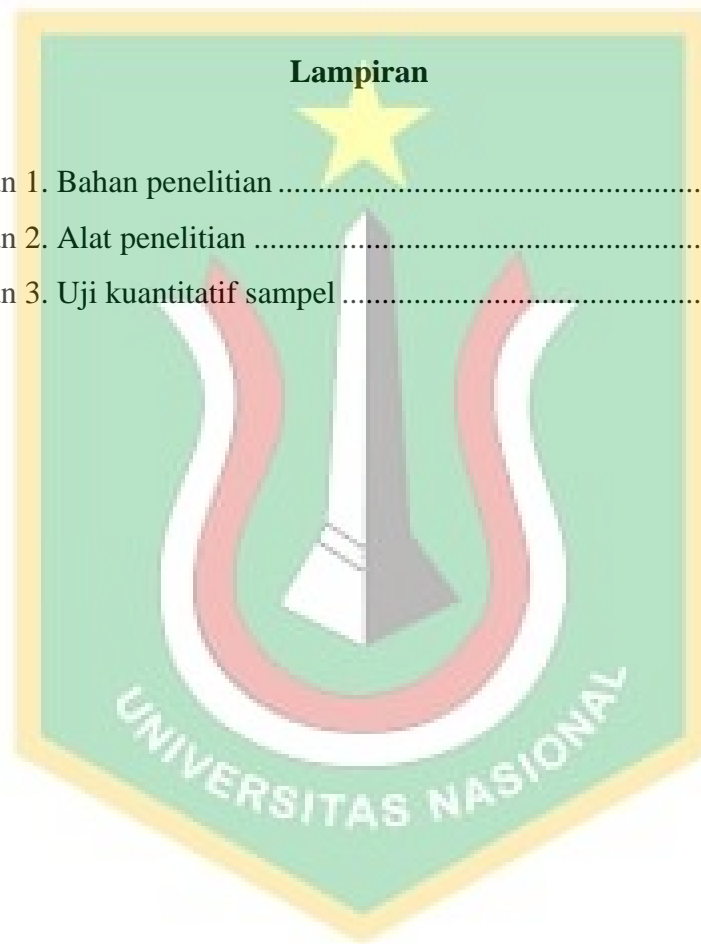 Lampiran
n 1. Bahan penelitian ................................................................
n 2. Alat penelitian ................................................................
n 3. Uji kuantitatif sampel ................................................................
UNIVERSITAS NASIONAL